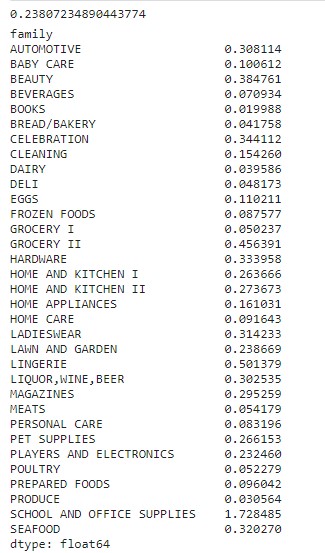 0.23807234890443774
family
AUTOMOTIVE 0.308114
BABY CARE 0.100612
BEAUTY 0.384761
BEVERAGES 0.070934
BOOKS 0.019988
BREAD/BAKERY 0.041758
CELEBRATION 0.344112
CLEANING 0.154260
DAIRY 0.039586
DELI 0.048173
EGGS 0.110211
FROZEN FOODS 0.087577
GROCERY I 0.050237
GROCERY II 0.456391
HARDWARE 0.333958
HOME AND KITCHEN I 0.263666
HOME AND KITCHEN II 0.273673
HOME APPLIANCES 0.161031
HOME CARE 0.091643
LADIESWEAR 0.314233
LAWN AND GARDEN 0.238669
LINGERIE 0.501379
LIQUOR,WINE,BEER 0.302535
MAGAZINES 0.295259
MEATS 0.054179
PERSONAL CARE 0.083196
PET SUPPLIES 0.266153
PLAYERS AND ELECTRONICS 0.232460
POULTRY 0.052279
PREPARED FOODS 0.096042
PRODUCE 0.030564
SCHOOL AND OFFICE SUPPLIES 1.728485
SEAFOOD 0.320270
dtype: float64